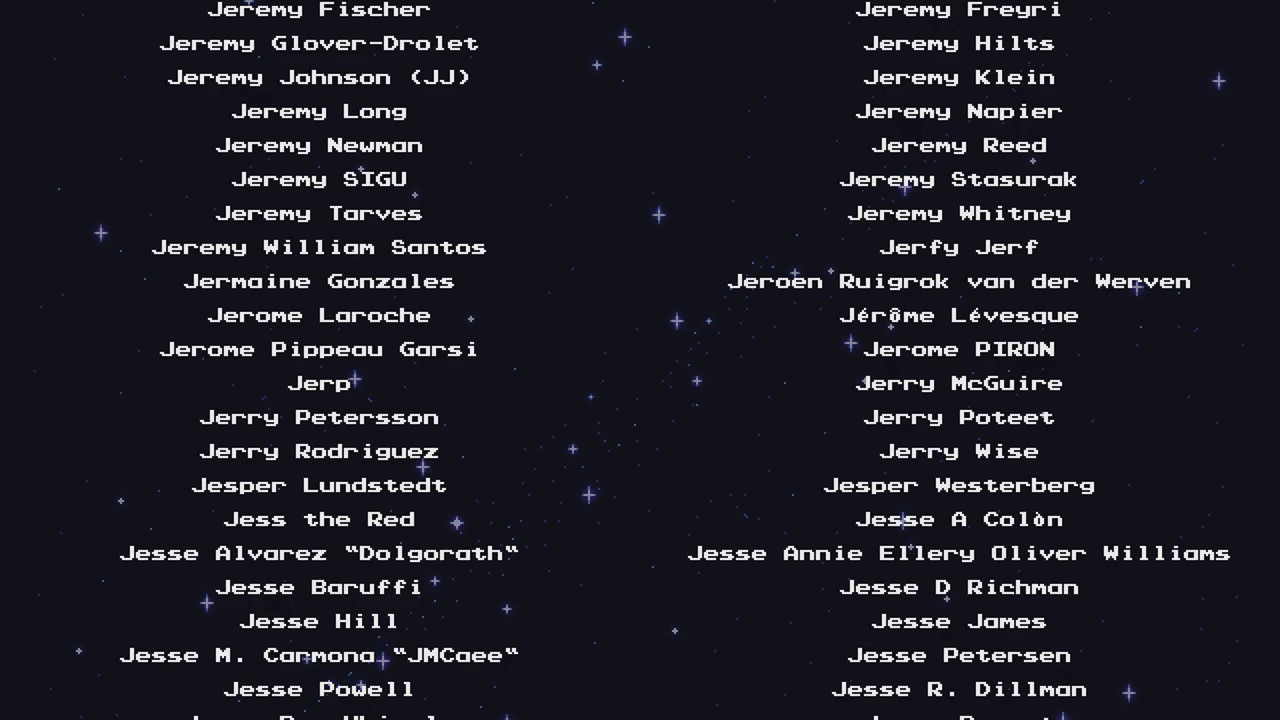 Jeremy Fischer
Jeremy Freyri
Jeremy Glover-Drolet
Jeremy Hilts
Jeremy Johnson (JJ)
Jeremy Klein
Jeremy Long
Jeremy Napier
Jeremy Newman
Jeremy Reed
Jeremy SIGU
Jeremy Stasurak
Jeremy Tarves
Jeremy Whitney
Jeremy William Santos
Jerfy Jerf
Jermaine Gonzales
Jeroen Ruigrok van der Werven
Jerome Laroche
Jérôme Lévesque
Jerome Pippeau Garsi
Jerome PIRON
Jerp
Jerry McGuire
Jerry Petersson
Jerry Poteet
Jerry Rodriguez
Jerry Wise
Jesper Lundstedt
Jesper Westerberg
Jess the Red
Jesse A Colòn
Jesse Alvarez "Dolgorath"
Jesse Annie Ellery Oliver Williams
Jesse Baruffi
Jesse D Richman
Jesse Hill
Jesse James
Jesse M. Carmona "JMCaee"
Jesse Petersen
Jesse Powell
Jesse R. Dillman